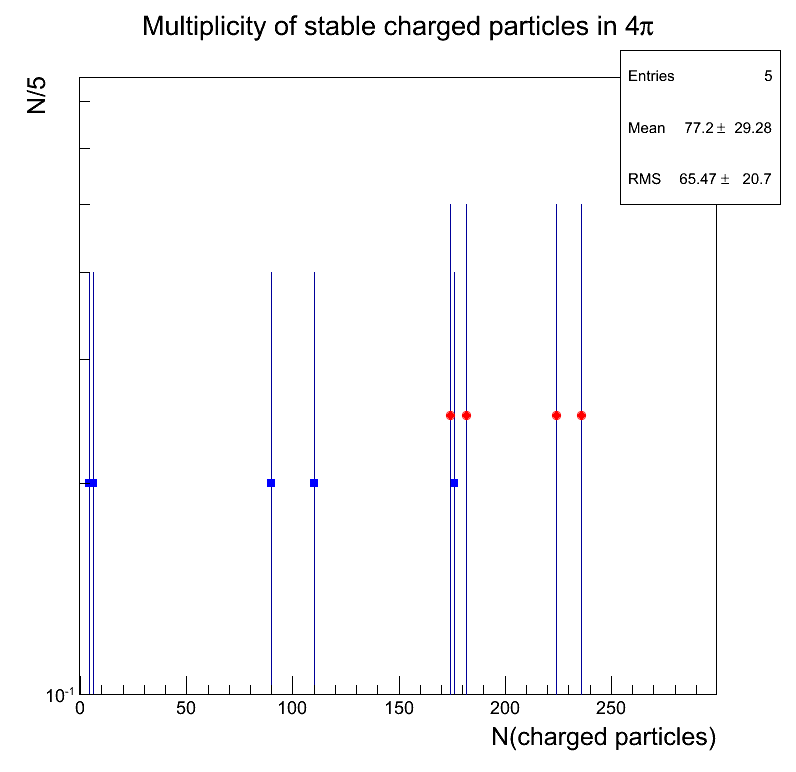 Multiplicity of stable charged particles in 4π
N/5
Entries 5
Mean 77.2 ± 29.28
RMS 65.47 ± 20.7
10-1
0 50 100 150 200 250
N(charged particles)